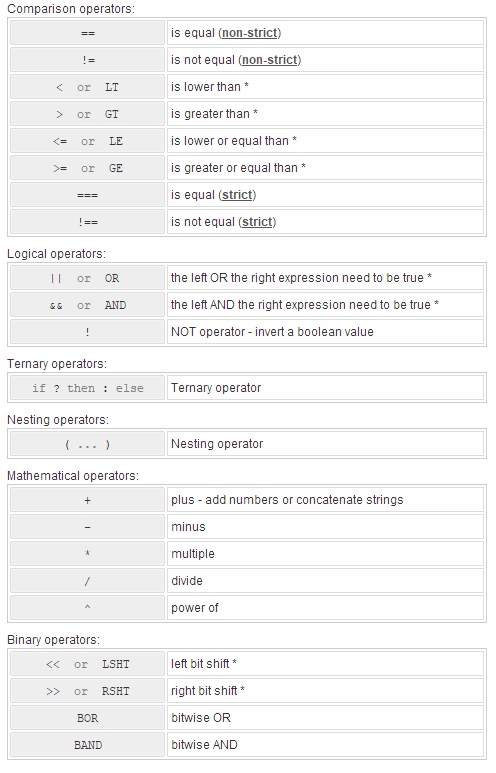 Comparison operators:
== is equal (non-strict)
!= is not equal (non-strict)
< or LT is lower than *
> or GT is greater than *
<= or LE is lower or equal than *
>= or GE is greater or equal than *
=== is equal (strict)
!== is not equal (strict)
Logical operators:
|| or OR the left OR the right expression need to be true *
&& or AND the left AND the right expression need to be true *
! NOT operator - invert a boolean value
Ternary operators:
if ? then : else Ternary operator
Nesting operators:
( ... ) Nesting operator
Mathematical operators:
+ plus - add numbers or concatenate strings
- minus
* multiple
/ divide
^ power of
Binary operators:
<< or LSHT left bit shift *
>> or RSHT right bit shift *
BOR bitwise OR
BAND bitwise AND